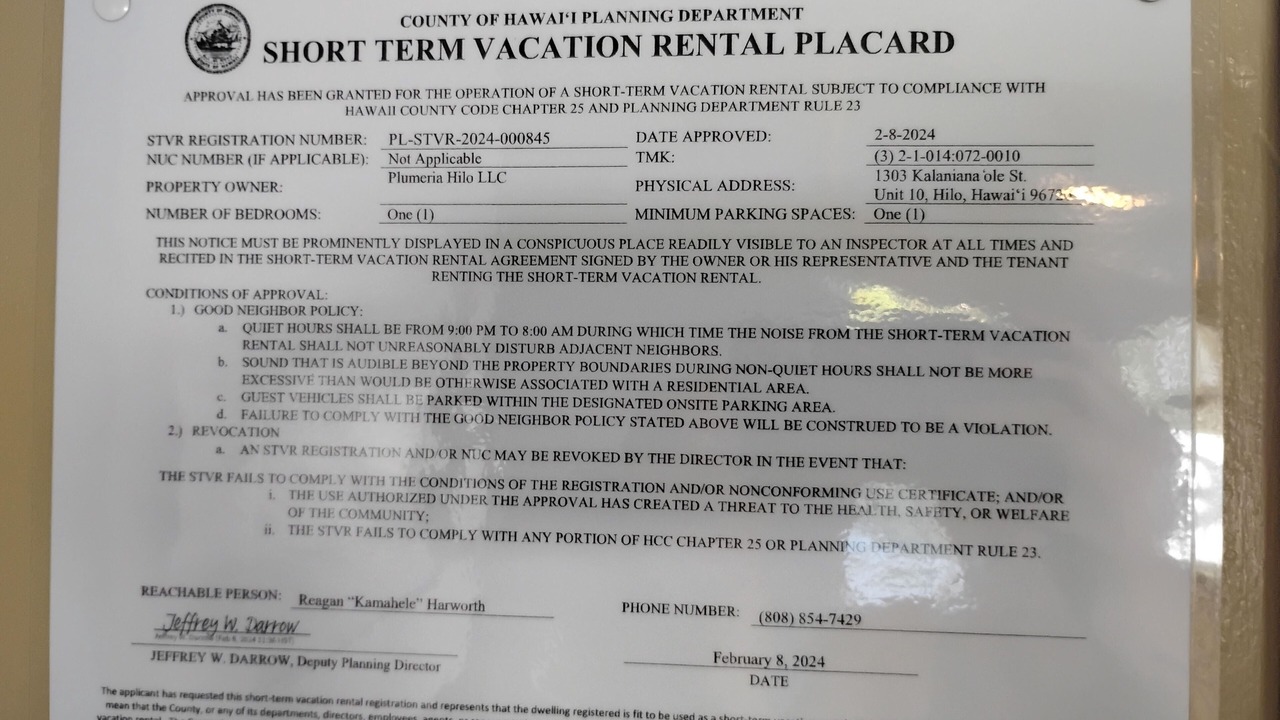 COUNTY OF HAWAI‘I PLANNING DEPARTMENT
SHORT TERM VACATION RENTAL PLACARD
APPROVAL HAS BEEN GRANTED FOR THE OPERATION OF A SHORT-TERM VACATION RENTAL SUBJECT TO COMPLIANCE WITH
HAWAII COUNTY CODE CHAPTER 25 AND PLANNING DEPARTMENT RULE 23
STVR REGISTRATION NUMBER: PL-STVR-2024-000845 DATE APPROVED: 2-8-2024
NUC NUMBER (IF APPLICABLE): Not Applicable TMK: (3) 2-1-014:072-0010
PROPERTY OWNER: Plumeria Hilo LLC PHYSICAL ADDRESS: 1303 Kalaniana‘ole St.
Unit 10, Hilo, Hawai‘i
NUMBER OF BEDROOMS: One (1) MINIMUM PARKING SPACES: One (1)
THIS NOTICE MUST BE PROMINENTLY DISPLAYED IN A CONSPICUOUS PLACE READILY VISIBLE TO AN INSPECTOR AT ALL TIMES AND
RECITED IN THE SHORT-TERM VACATION RENTAL AGREEMENT SIGNED BY THE OWNER OR HIS REPRESENTATIVE AND THE TENANT
RENTING THE SHORT-TERM VACATION RENTAL.
CONDITIONS OF APPROVAL:
1.) GOOD NEIGHBOR POLICY:
a. QUIET HOURS SHALL BE FROM 9:00 PM TO 8:00 AM DURING WHICH TIME THE NOISE FROM THE SHORT-TERM VACATION
RENTAL SHALL NOT UNREASONABLY DISTURB ADJACENT NEIGHBORS.
b. SOUND THAT IS AUDIBLE BEYOND THE PROPERTY BOUNDARIES DURING NON-QUIET HOURS SHALL NOT BE MORE
EXCESSIVE THAN WOULD BE OTHERWISE ASSOCIATED WITH A RESIDENTIAL AREA.
c. GUEST VEHICLES SHALL BE PARKED WITHIN THE DESIGNATED ONSITE PARKING AREA.
d. FAILURE TO COMPLY WITH THE GOOD NEIGHBOR POLICY STATED ABOVE WILL BE CONSTRUED TO BE A VIOLATION.
2.) REVOCATION
a. AN STVR REGISTRATION AND/OR NUC MAY BE REVOKED BY THE DIRECTOR IN THE EVENT THAT:
THE STVR FAILS TO COMPLY WITH THE CONDITIONS OF THE REGISTRATION AND/OR NONCONFORMING USE CERTIFICATE; AND/OR
i. THE USE AUTHORIZED UNDER THE APPROVAL HAS CREATED A THREAT TO THE HEALTH, SAFETY, OR WELFARE
OF THE COMMUNITY;
ii. THE STVR FAILS TO COMPLY WITH ANY PORTION OF HCC CHAPTER 25 OR PLANNING DEPARTMENT RULE 23.
REACHABLE PERSON: Reagan “Kamahele” Harworth PHONE NUMBER: (808) 854-7429
Jeffrey W. Darrow
JEFFREY W. DARROW, Deputy Planning Director
February 8, 2024
DATE
The applicant has requested this short-term vacation rental registration and represents that the dwelling registered is fit to be used as a short-term
mean that the County, or any of its departments, directors, employees,